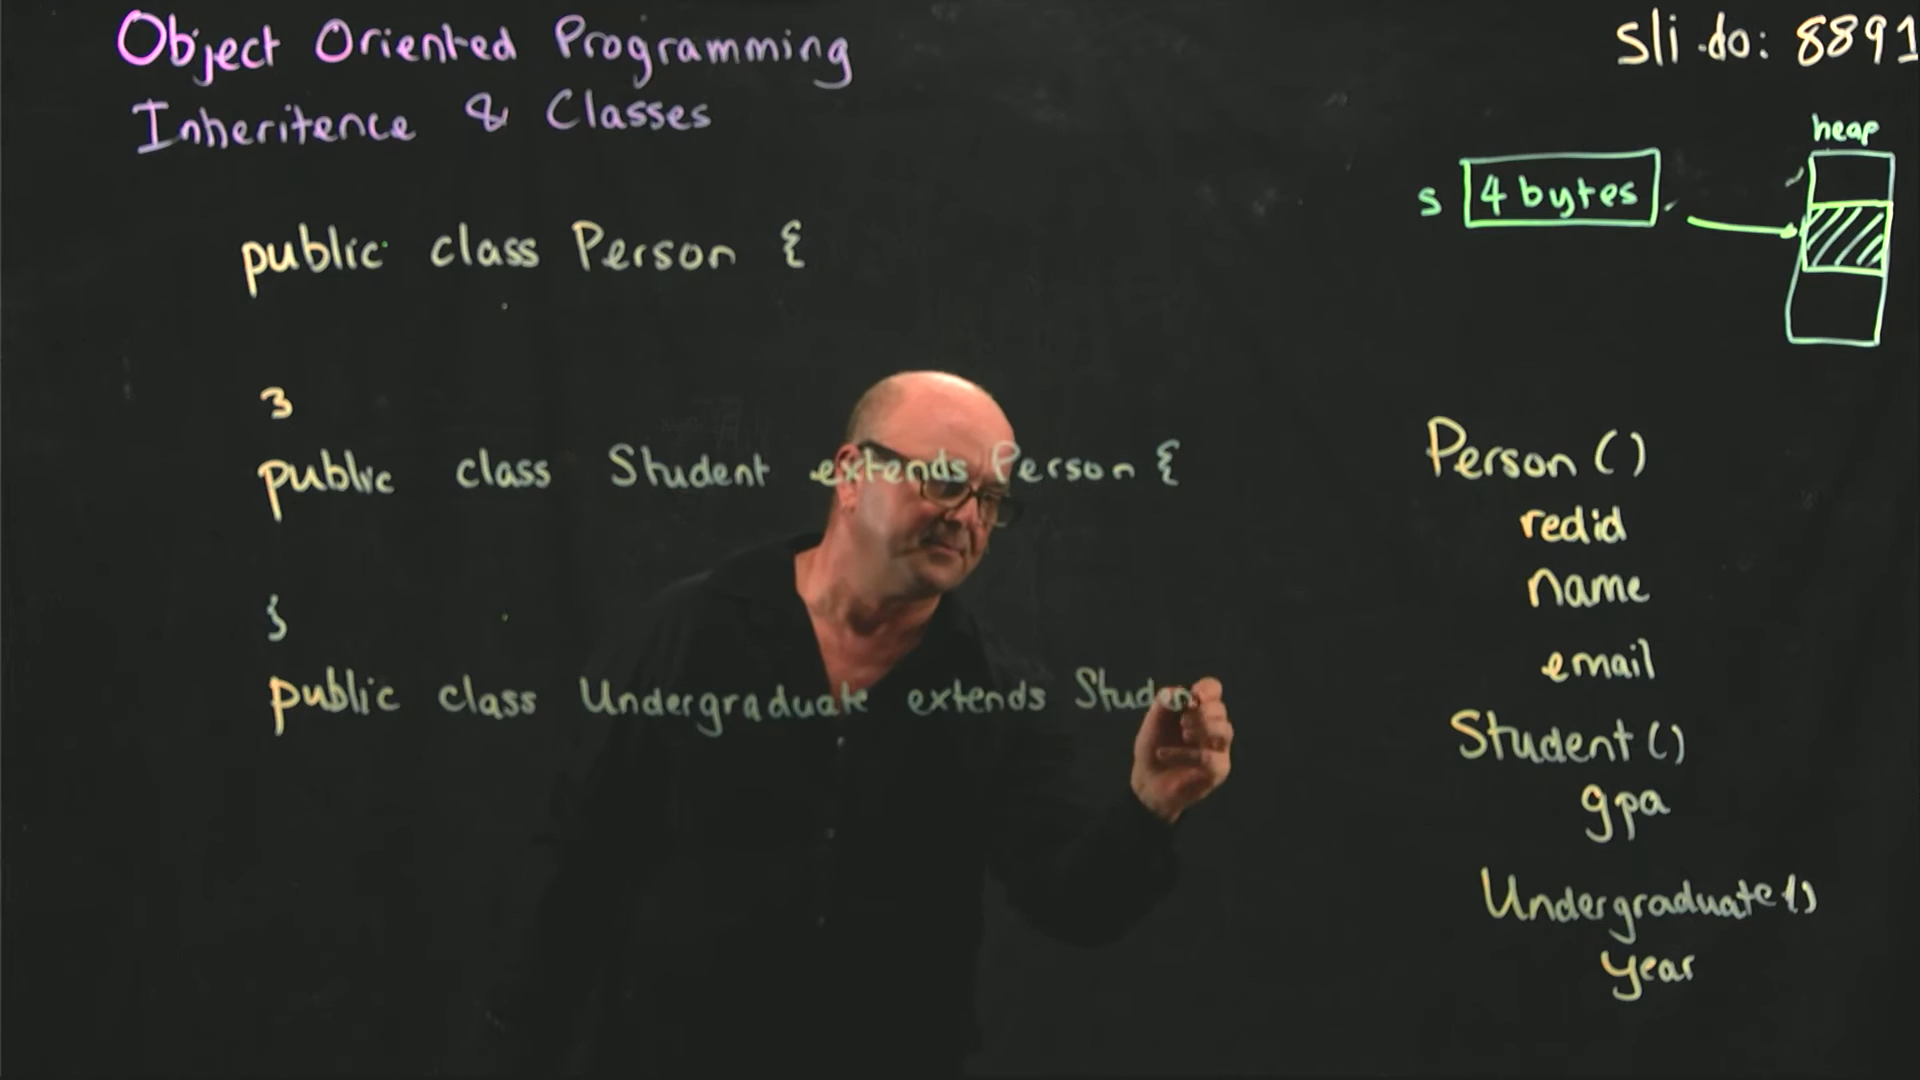 Object Oriented Programming
Inheritence & Classes
sli.do: 8891
heap
s 4 bytes
public class Person {
}
public class Student extends Person {
}
public class Undergraduate extends Studen
Person ()
redid
name
email
Student ()
gpa
Undergraduate ()
year